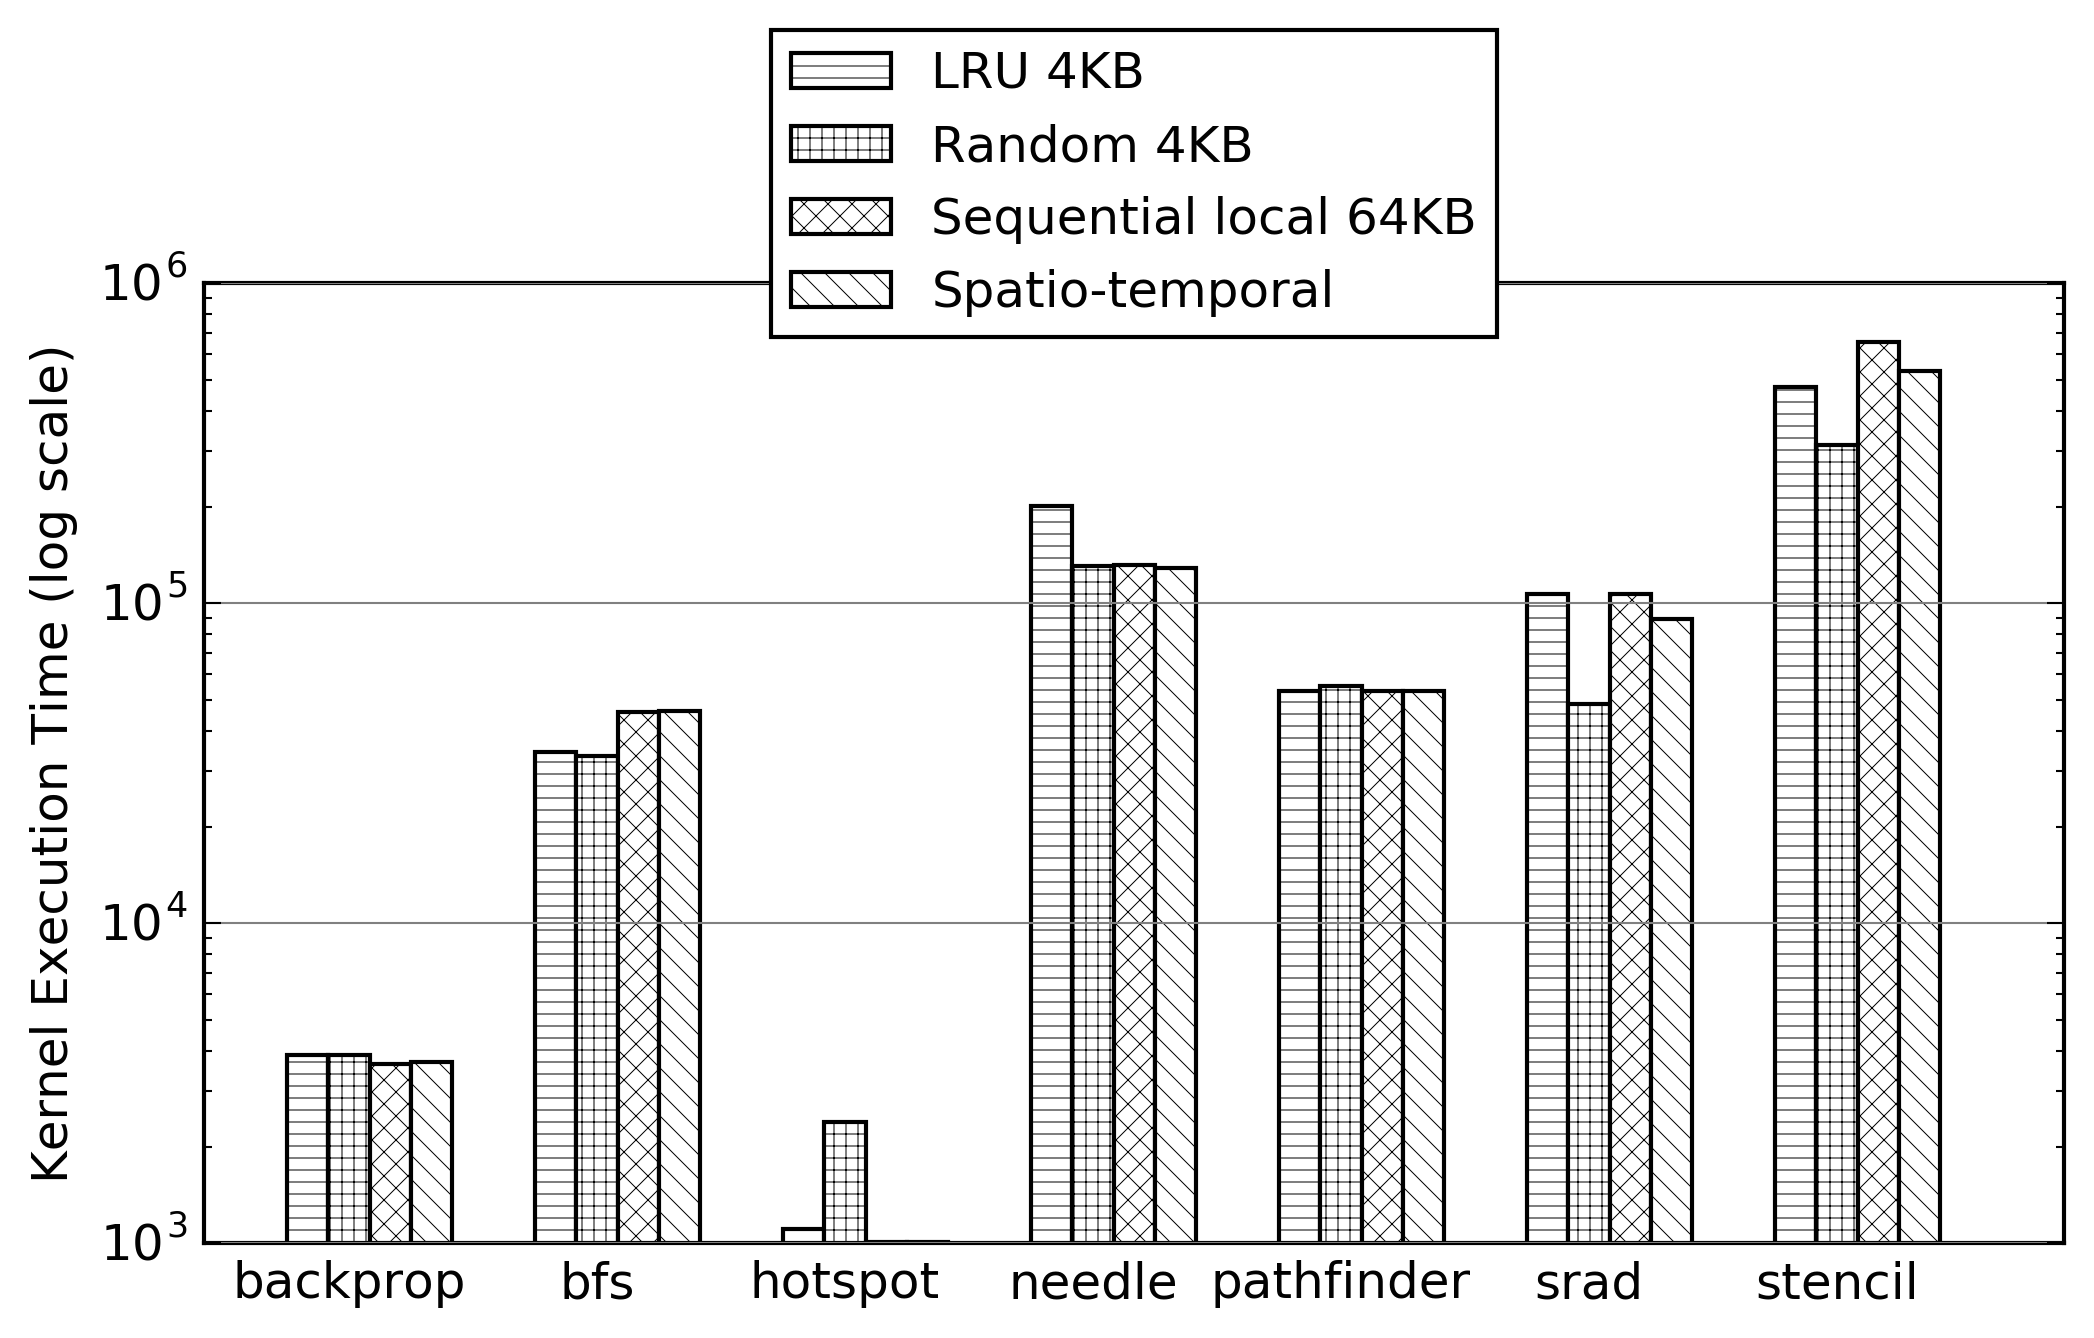 LRU 4KB
Random 4KB
Sequential local 64KB
Spatio-temporal
Kernel Execution Time (log scale)
10^6
10^5
10^4
10^3
backprop bfs hotspot needle pathfinder srad stencil